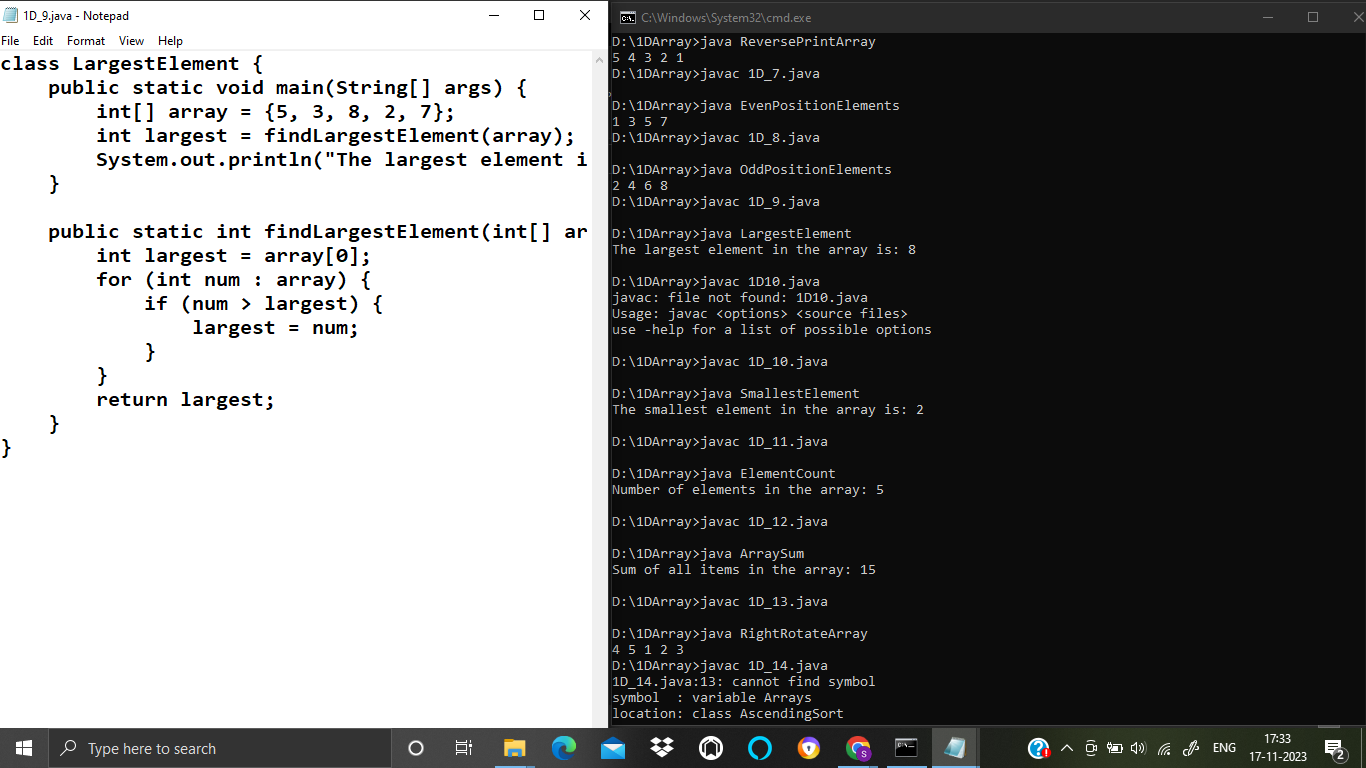 1D_9.java - Notepad
File Edit Format View Help
class LargestElement {
    public static void main(String[] args) {
        int[] array = {5, 3, 8, 2, 7};
        int largest = findLargestElement(array);
        System.out.println("The largest element i
    }

    public static int findLargestElement(int[] ar
        int largest = array[0];
        for (int num : array) {
            if (num > largest) {
                largest = num;
            }
        }
        return largest;
    }
}
C:\Windows\System32\cmd.exe
D:\1DArray>java ReversePrintArray
5 4 3 2 1
D:\1DArray>javac 1D_7.java

D:\1DArray>java EvenPositionElements
1 3 5 7
D:\1DArray>javac 1D_8.java

D:\1DArray>java OddPositionElements
2 4 6 8
D:\1DArray>javac 1D_9.java

D:\1DArray>java LargestElement
The largest element in the array is: 8

D:\1DArray>javac 1D10.java
javac: file not found: 1D10.java
Usage: javac <options> <source files>
use -help for a list of possible options

D:\1DArray>javac 1D_10.java

D:\1DArray>java SmallestElement
The smallest element in the array is: 2

D:\1DArray>javac 1D_11.java

D:\1DArray>java ElementCount
Number of elements in the array: 5

D:\1DArray>javac 1D_12.java

D:\1DArray>java ArraySum
Sum of all items in the array: 15

D:\1DArray>javac 1D_13.java

D:\1DArray>java RightRotateArray
4 5 1 2 3
D:\1DArray>javac 1D_14.java
1D_14.java:13: cannot find symbol
symbol  : variable Arrays
location: class AscendingSort
Type here to search
ENG
17:33
17-11-2023
2